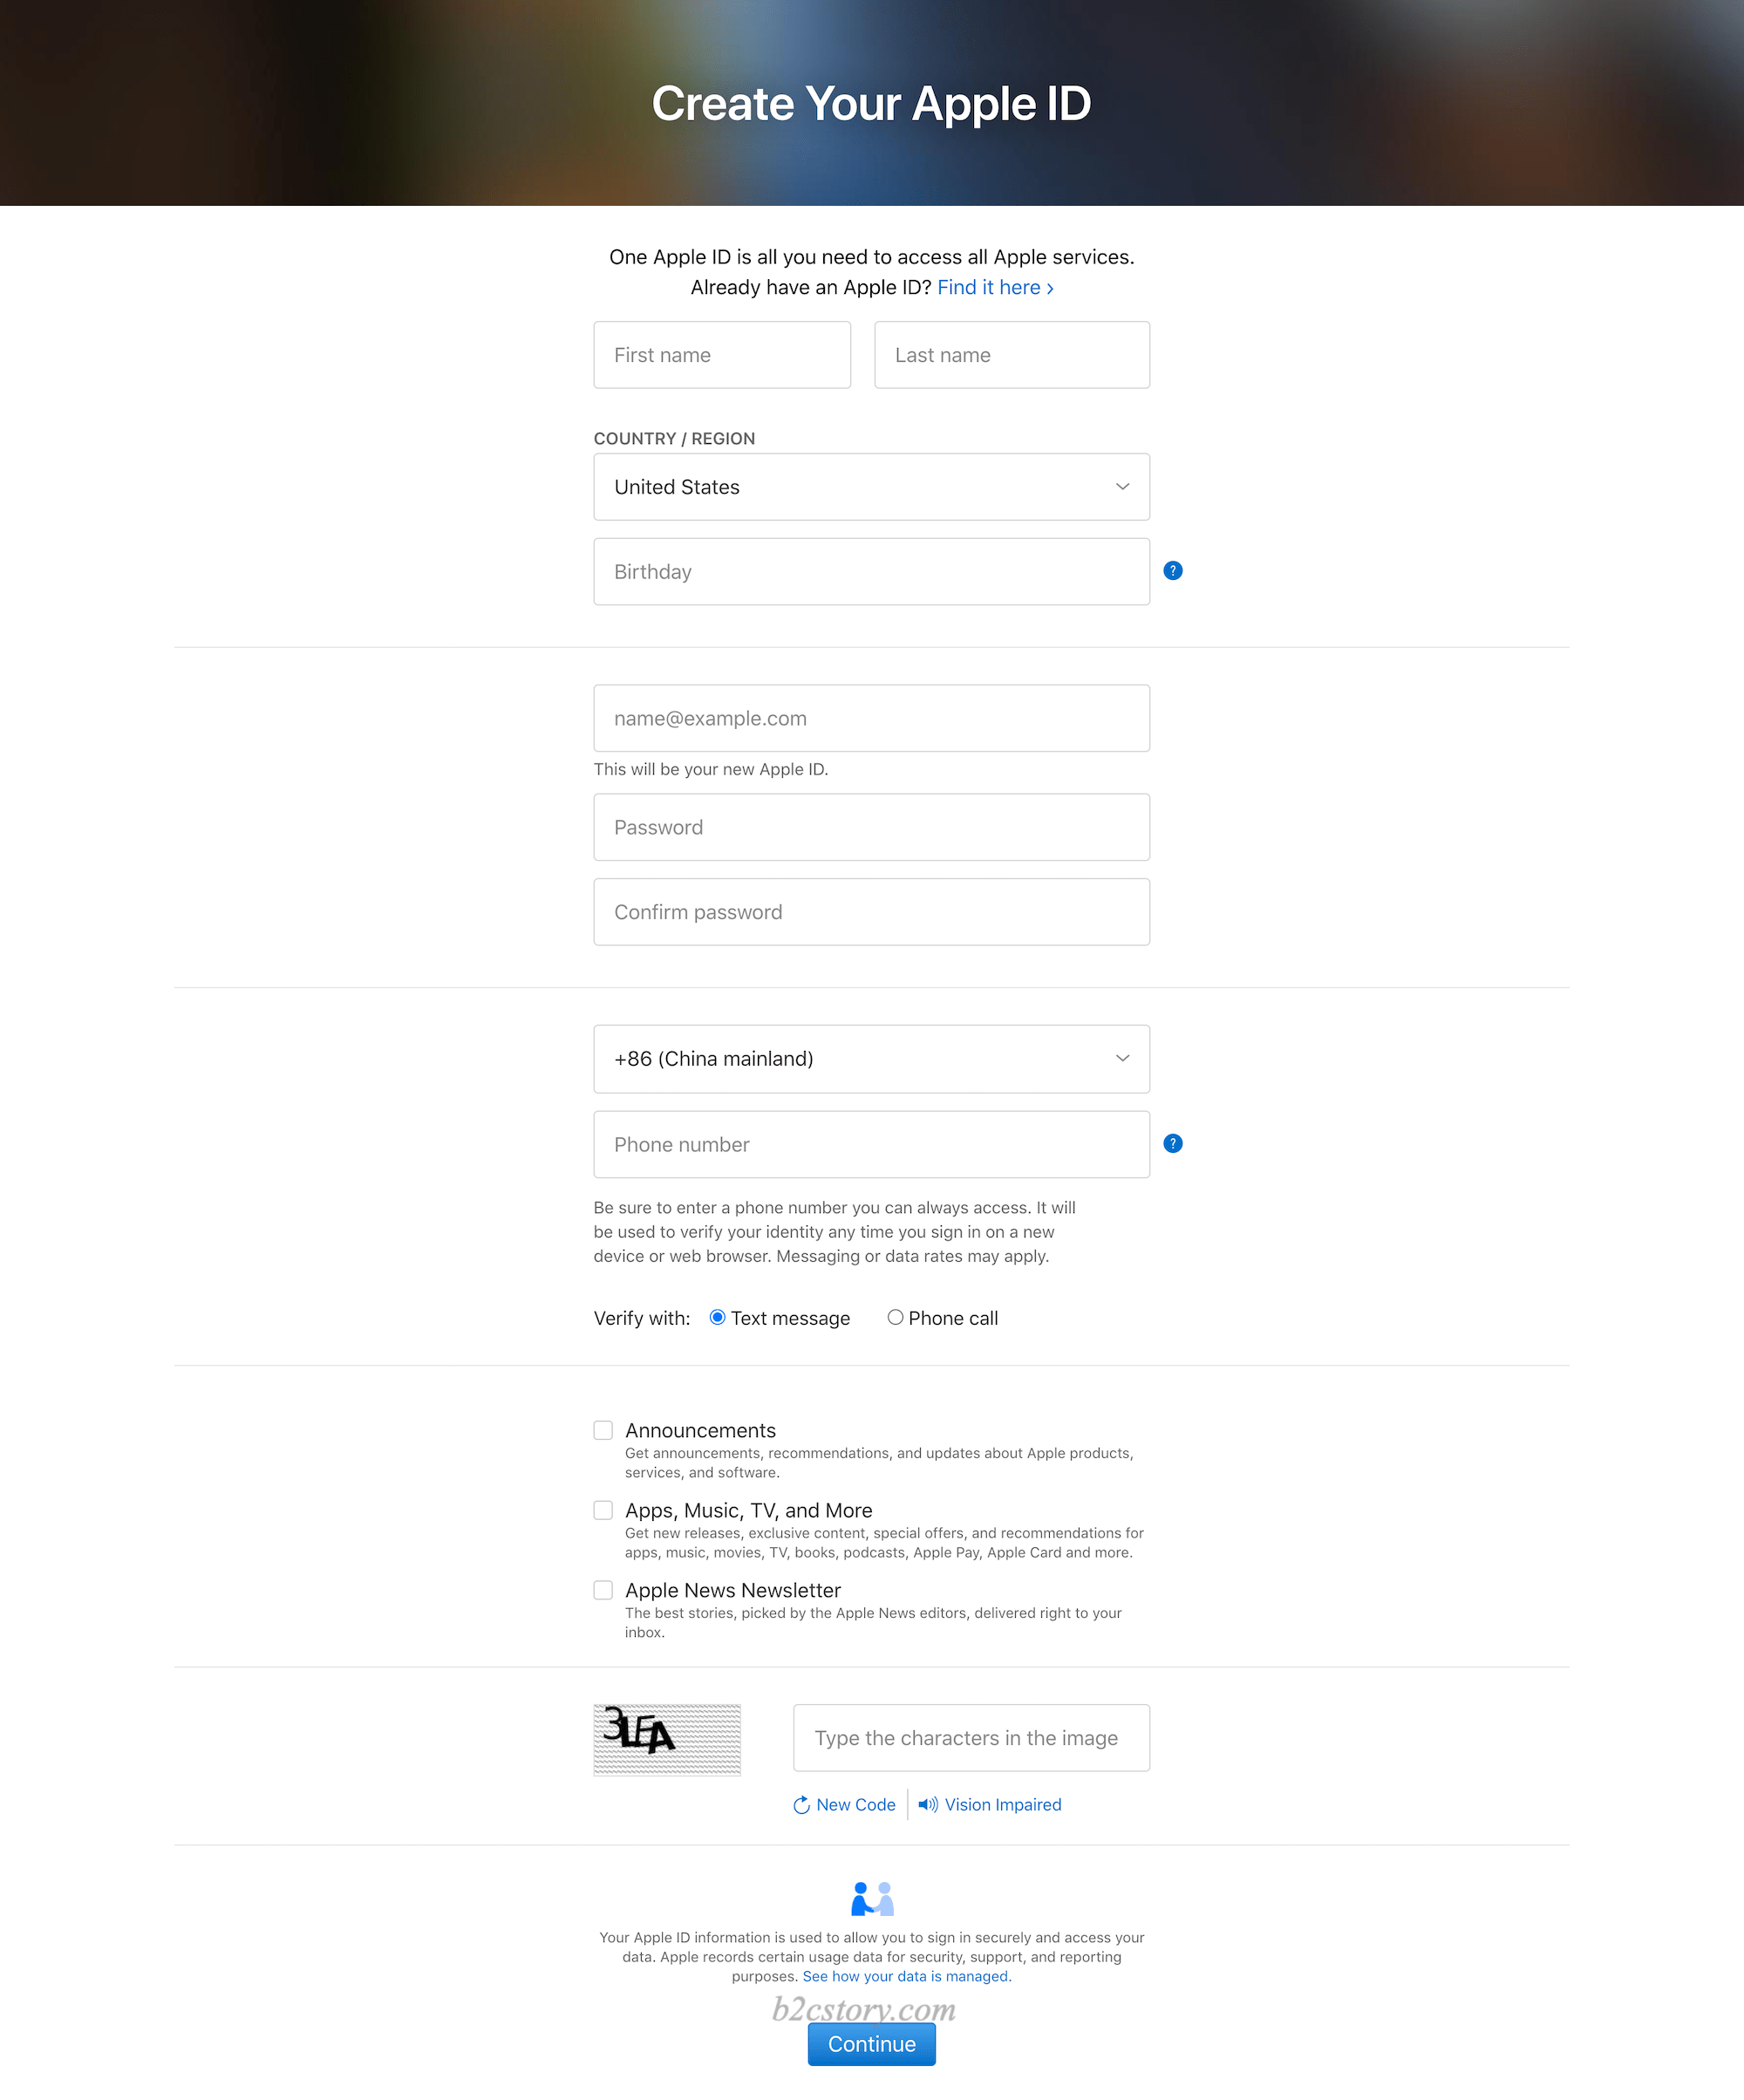 Create Your Apple ID
One Apple ID is all you need to access all Apple services.
Already have an Apple ID? Find it here ›
First name
Last name
COUNTRY / REGION
United States
Birthday
?
name@example.com
This will be your new Apple ID.
Password
Confirm password
+86 (China mainland)
Phone number
?
Be sure to enter a phone number you can always access. It will
be used to verify your identity any time you sign in on a new
device or web browser. Messaging or data rates may apply.
Verify with: Text message Phone call
Announcements
Get announcements, recommendations, and updates about Apple products,
services, and software.
Apps, Music, TV, and More
Get new releases, exclusive content, special offers, and recommendations for
apps, music, movies, TV, books, podcasts, Apple Pay, Apple Card and more.
Apple News Newsletter
The best stories, picked by the Apple News editors, delivered right to your
inbox.
3LEA
Type the characters in the image
New Code
Vision Impaired
Your Apple ID information is used to allow you to sign in securely and access your
data. Apple records certain usage data for security, support, and reporting
purposes. See how your data is managed.
b2cstory.com
Continue